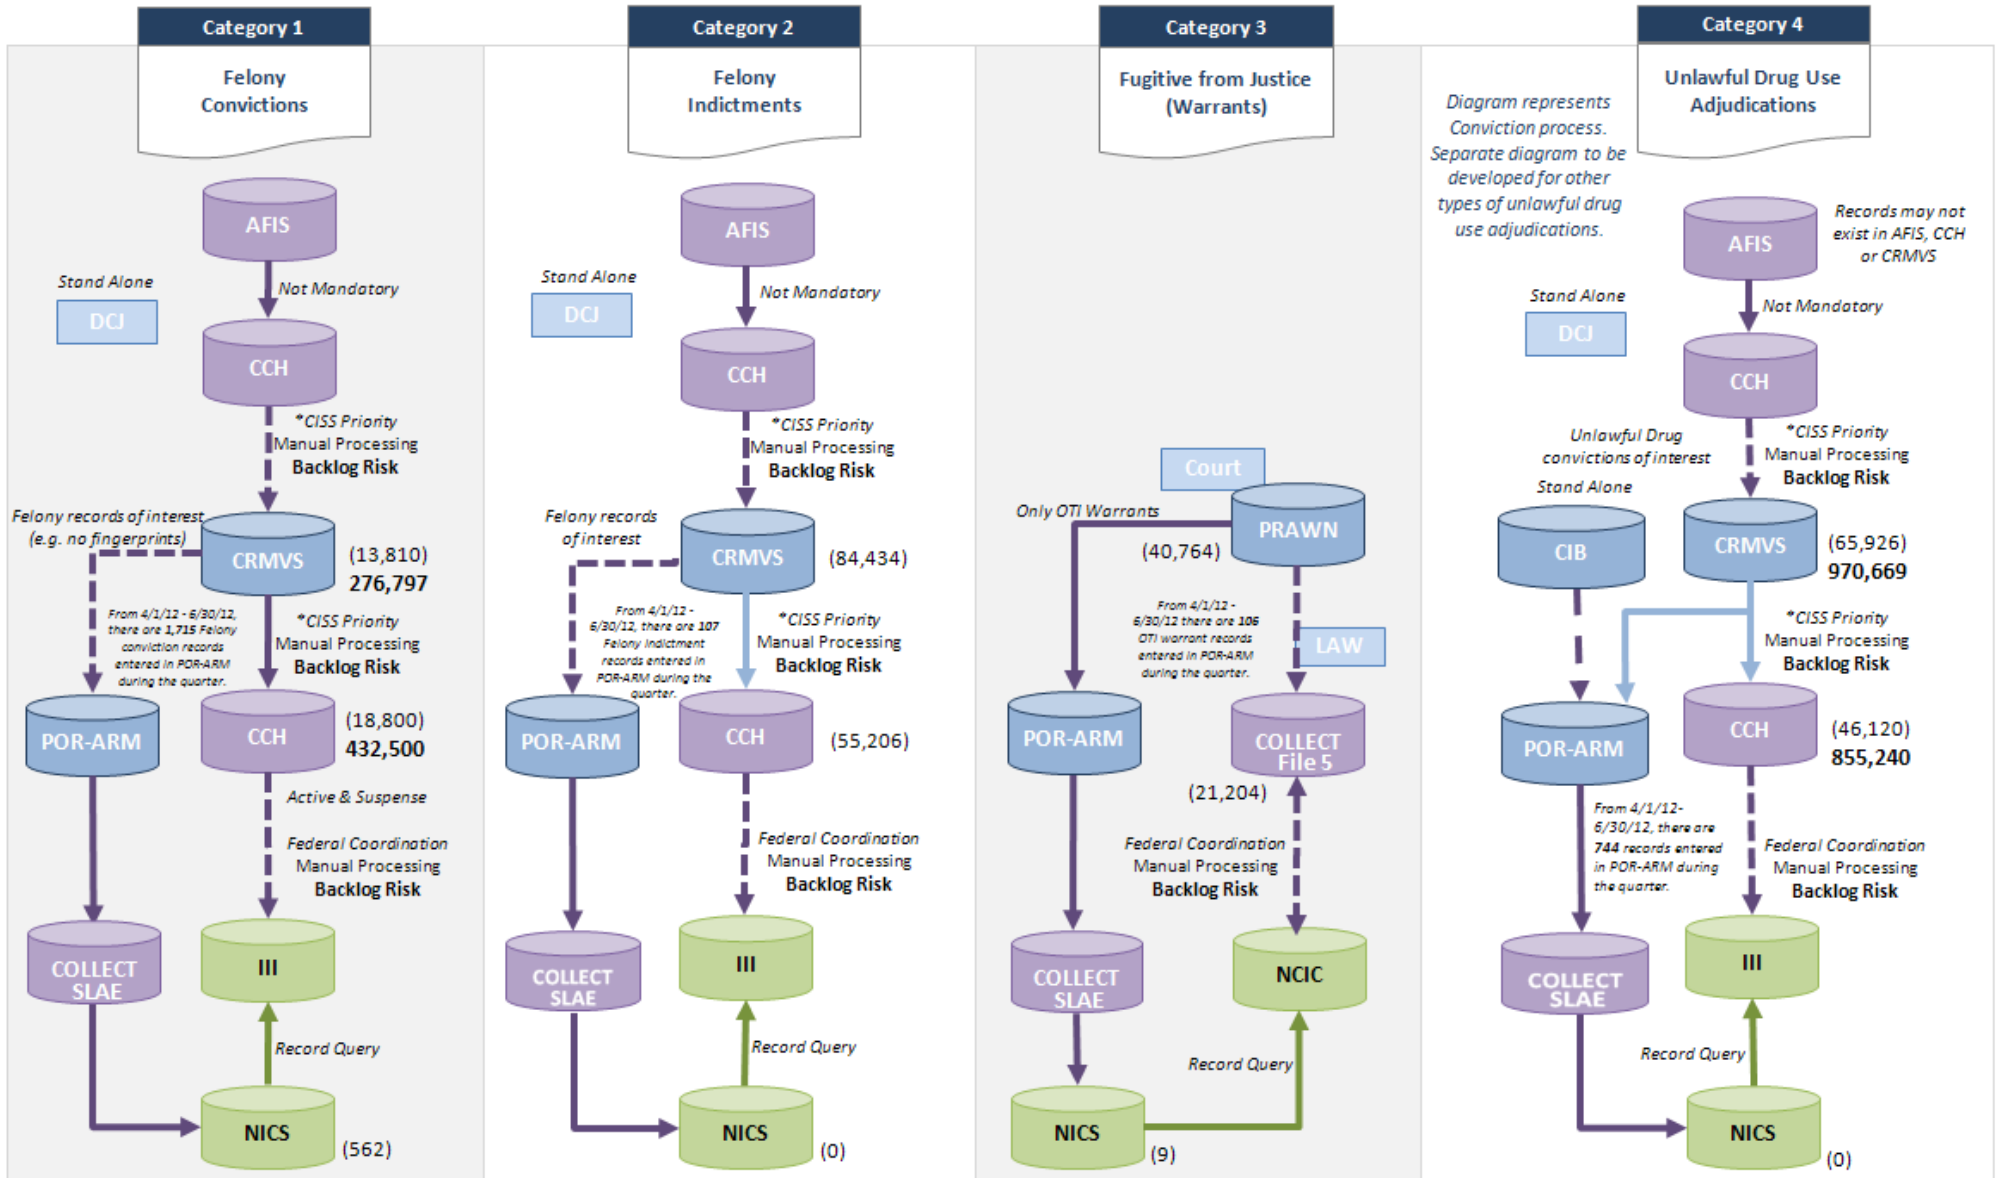 Category 1
Felony
Convictions
AFIS
Not Mandatory
Stand Alone
DCJ
CCH
*CISS Priority
Manual Processing
Backlog Risk
Felony records of interest
(e.g. no fingerprints)
CRMVS
(13,810)
276,797
From 4/1/12 - 6/30/12,
there are 1,715 Felony
conviction records
entered in POR-ARM
during the quarter.
*CISS Priority
Manual Processing
Backlog Risk
POR-ARM
CCH
(18,800)
432,500
Active & Suspense
Federal Coordination
Manual Processing
Backlog Risk
COLLECT
SLAE
III
Record Query
NICS
(562)
Category 2
Felony
Indictments
AFIS
Not Mandatory
Stand Alone
DCJ
CCH
*CISS Priority
Manual Processing
Backlog Risk
Felony records
of interest
CRMVS
(84,434)
From 4/1/12 -
6/30/12, there are 107
Felony Indictment
records entered in
POR-ARM during the
quarter.
*CISS Priority
Manual Processing
Backlog Risk
POR-ARM
CCH
(55,206)
Federal Coordination
Manual Processing
Backlog Risk
COLLECT
SLAE
III
Record Query
NICS
(0)
Category 3
Fugitive from Justice
(Warrants)
Court
Only OTI Warrants
PRAWN
(40,764)
From 4/1/12 -
6/30/12 there are 106
OTI warrant records
entered in POR-ARM
during the quarter.
LAW
POR-ARM
COLLECT
File 5
(21,204)
Federal Coordination
Manual Processing
Backlog Risk
COLLECT
SLAE
NCIC
Record Query
NICS
(9)
Category 4
Unlawful Drug Use
Adjudications
Diagram represents
Conviction process.
Separate diagram to be
developed for other
types of unlawful drug
use adjudications.
AFIS
Records may not
exist in AFIS, CCH
or CRMVS
Not Mandatory
Stand Alone
DCJ
CCH
*CISS Priority
Manual Processing
Backlog Risk
Unlawful Drug
convictions of interest
Stand Alone
CIB
CRMVS
(65,926)
970,669
*CISS Priority
Manual Processing
Backlog Risk
POR-ARM
CCH
(46,120)
855,240
From 4/1/12-
6/30/12, there are
744 records entered
in POR-ARM during
the quarter.
Federal Coordination
Manual Processing
Backlog Risk
COLLECT
SLAE
III
Record Query
NICS
(0)